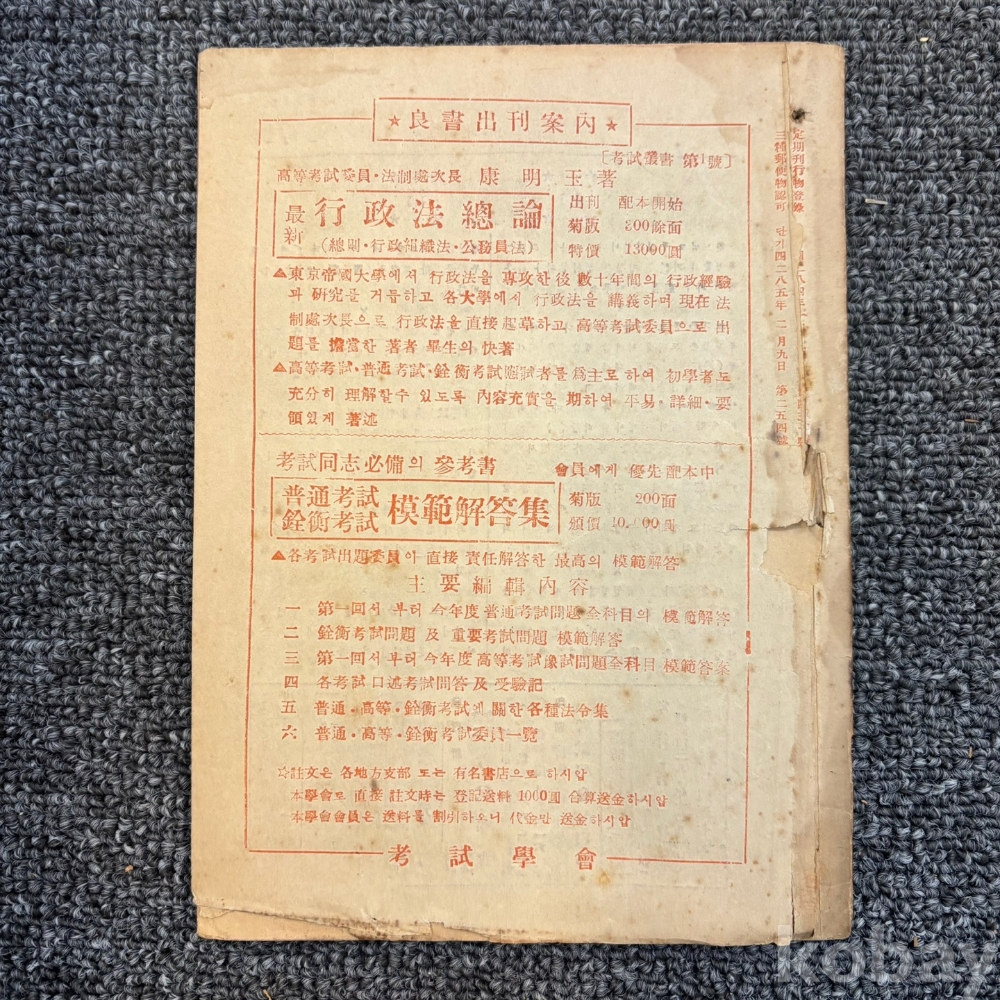 ★良書出刊案內★
〔考試叢書 第1號〕
高等考試委員·法制處次長 康明玉 著
最新 行政法總論
(總則·行政組織法·公務員法)
出刊 配本開始
菊版 300餘面
特價 13000圓
▲東京帝國大學에서 行政法을 專攻한後 數十年間의 行政經驗
과 硏究을 거듭하고 各大學에서 行政法을 講義하며 現在 法
制處次長으로 行政法을 直接 起草하고 高等考試委員으로 出
題를 擔當한 著者 畢生의 快著
▲高等考試·普通考試·銓衡考試應試者를 爲主로 하여 初學者도
充分히 理解할수 있도록 內容充實을 期하여 平易·詳細·要
領있게 著述
考試同志必備의 參考書
會員에게 優先配本中
普通考試
銓衡考試 模範解答集
菊版 200面
頒價
▲各考試出題委員이 直接 責任解答한 最高의 模範解答
主要編輯內容
一 第一回서 부터 今年度 普通考試問題 全科目의 模範解答
二 銓衡考試問題 及 重要考試問題 模範解答
三 第一回서 부터 今年度 高等考試豫試問題全科目 模範答案
四 各考試口述考試問答及 受驗記
五 普通·高等·銓衡考試에 關한各種法令集
六 普通·高等·銓衡考試委員一覽
☆註文은 各地方支部 또는 有名書店으로 하시압
本學會로 直接 註文時는 登記送料 1000圓 合算送金하시압
本學會會員은 送料를 割引하오니 代金만 送金하시압
考試學會
定期刊行物登錄
三種郵便物認可 단기四二八五年 二月九日 第二五四號
kobay